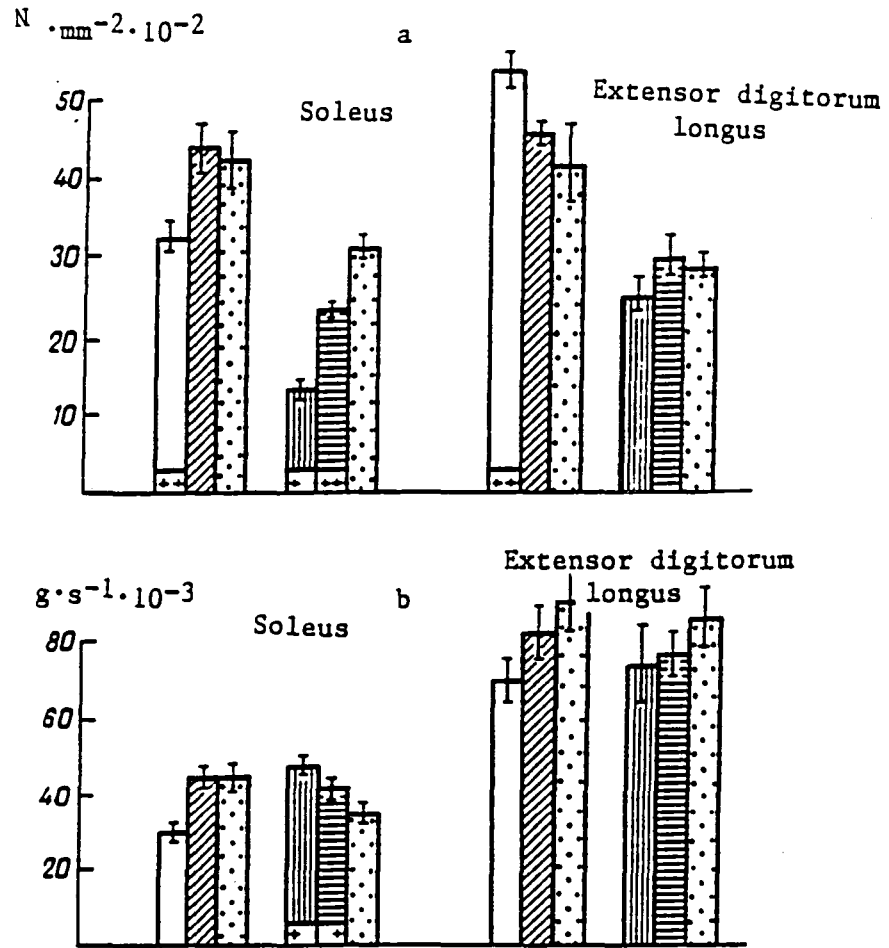 N ·mm⁻²·10⁻²
a
50
40
30
20
10
Soleus
Extensor digitorum
longus
g·s⁻¹·10⁻³
b
80
60
40
20
Soleus
Extensor digitorum
longus